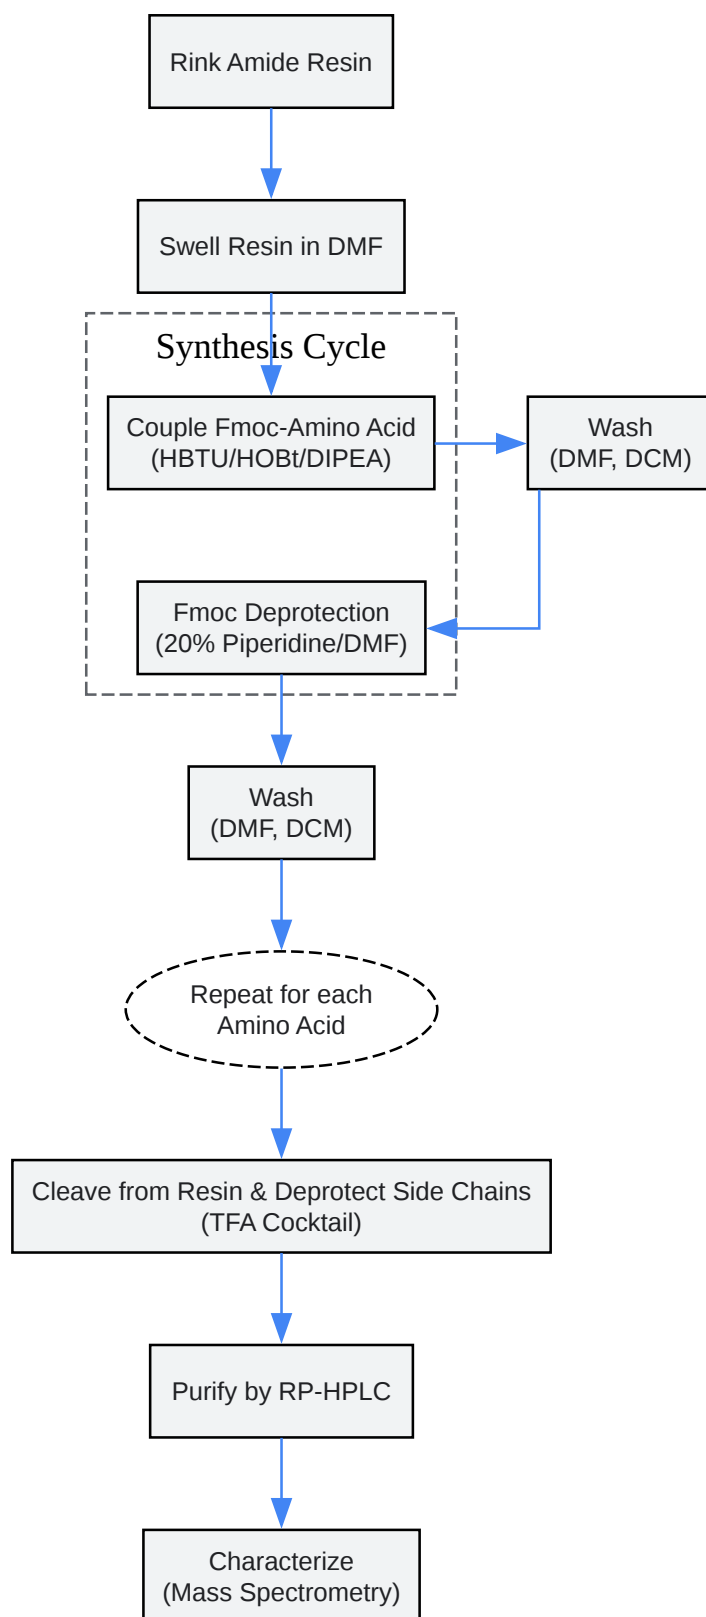 Rink Amide Resin
Swell Resin in DMF
Synthesis Cycle
Couple Fmoc-Amino Acid
(HBTU/HOBt/DIPEA)
Wash
(DMF, DCM)
Fmoc Deprotection
(20% Piperidine/DMF)
Wash
(DMF, DCM)
Repeat for each
Amino Acid
Cleave from Resin & Deprotect Side Chains
(TFA Cocktail)
Purify by RP-HPLC
Characterize
(Mass Spectrometry)